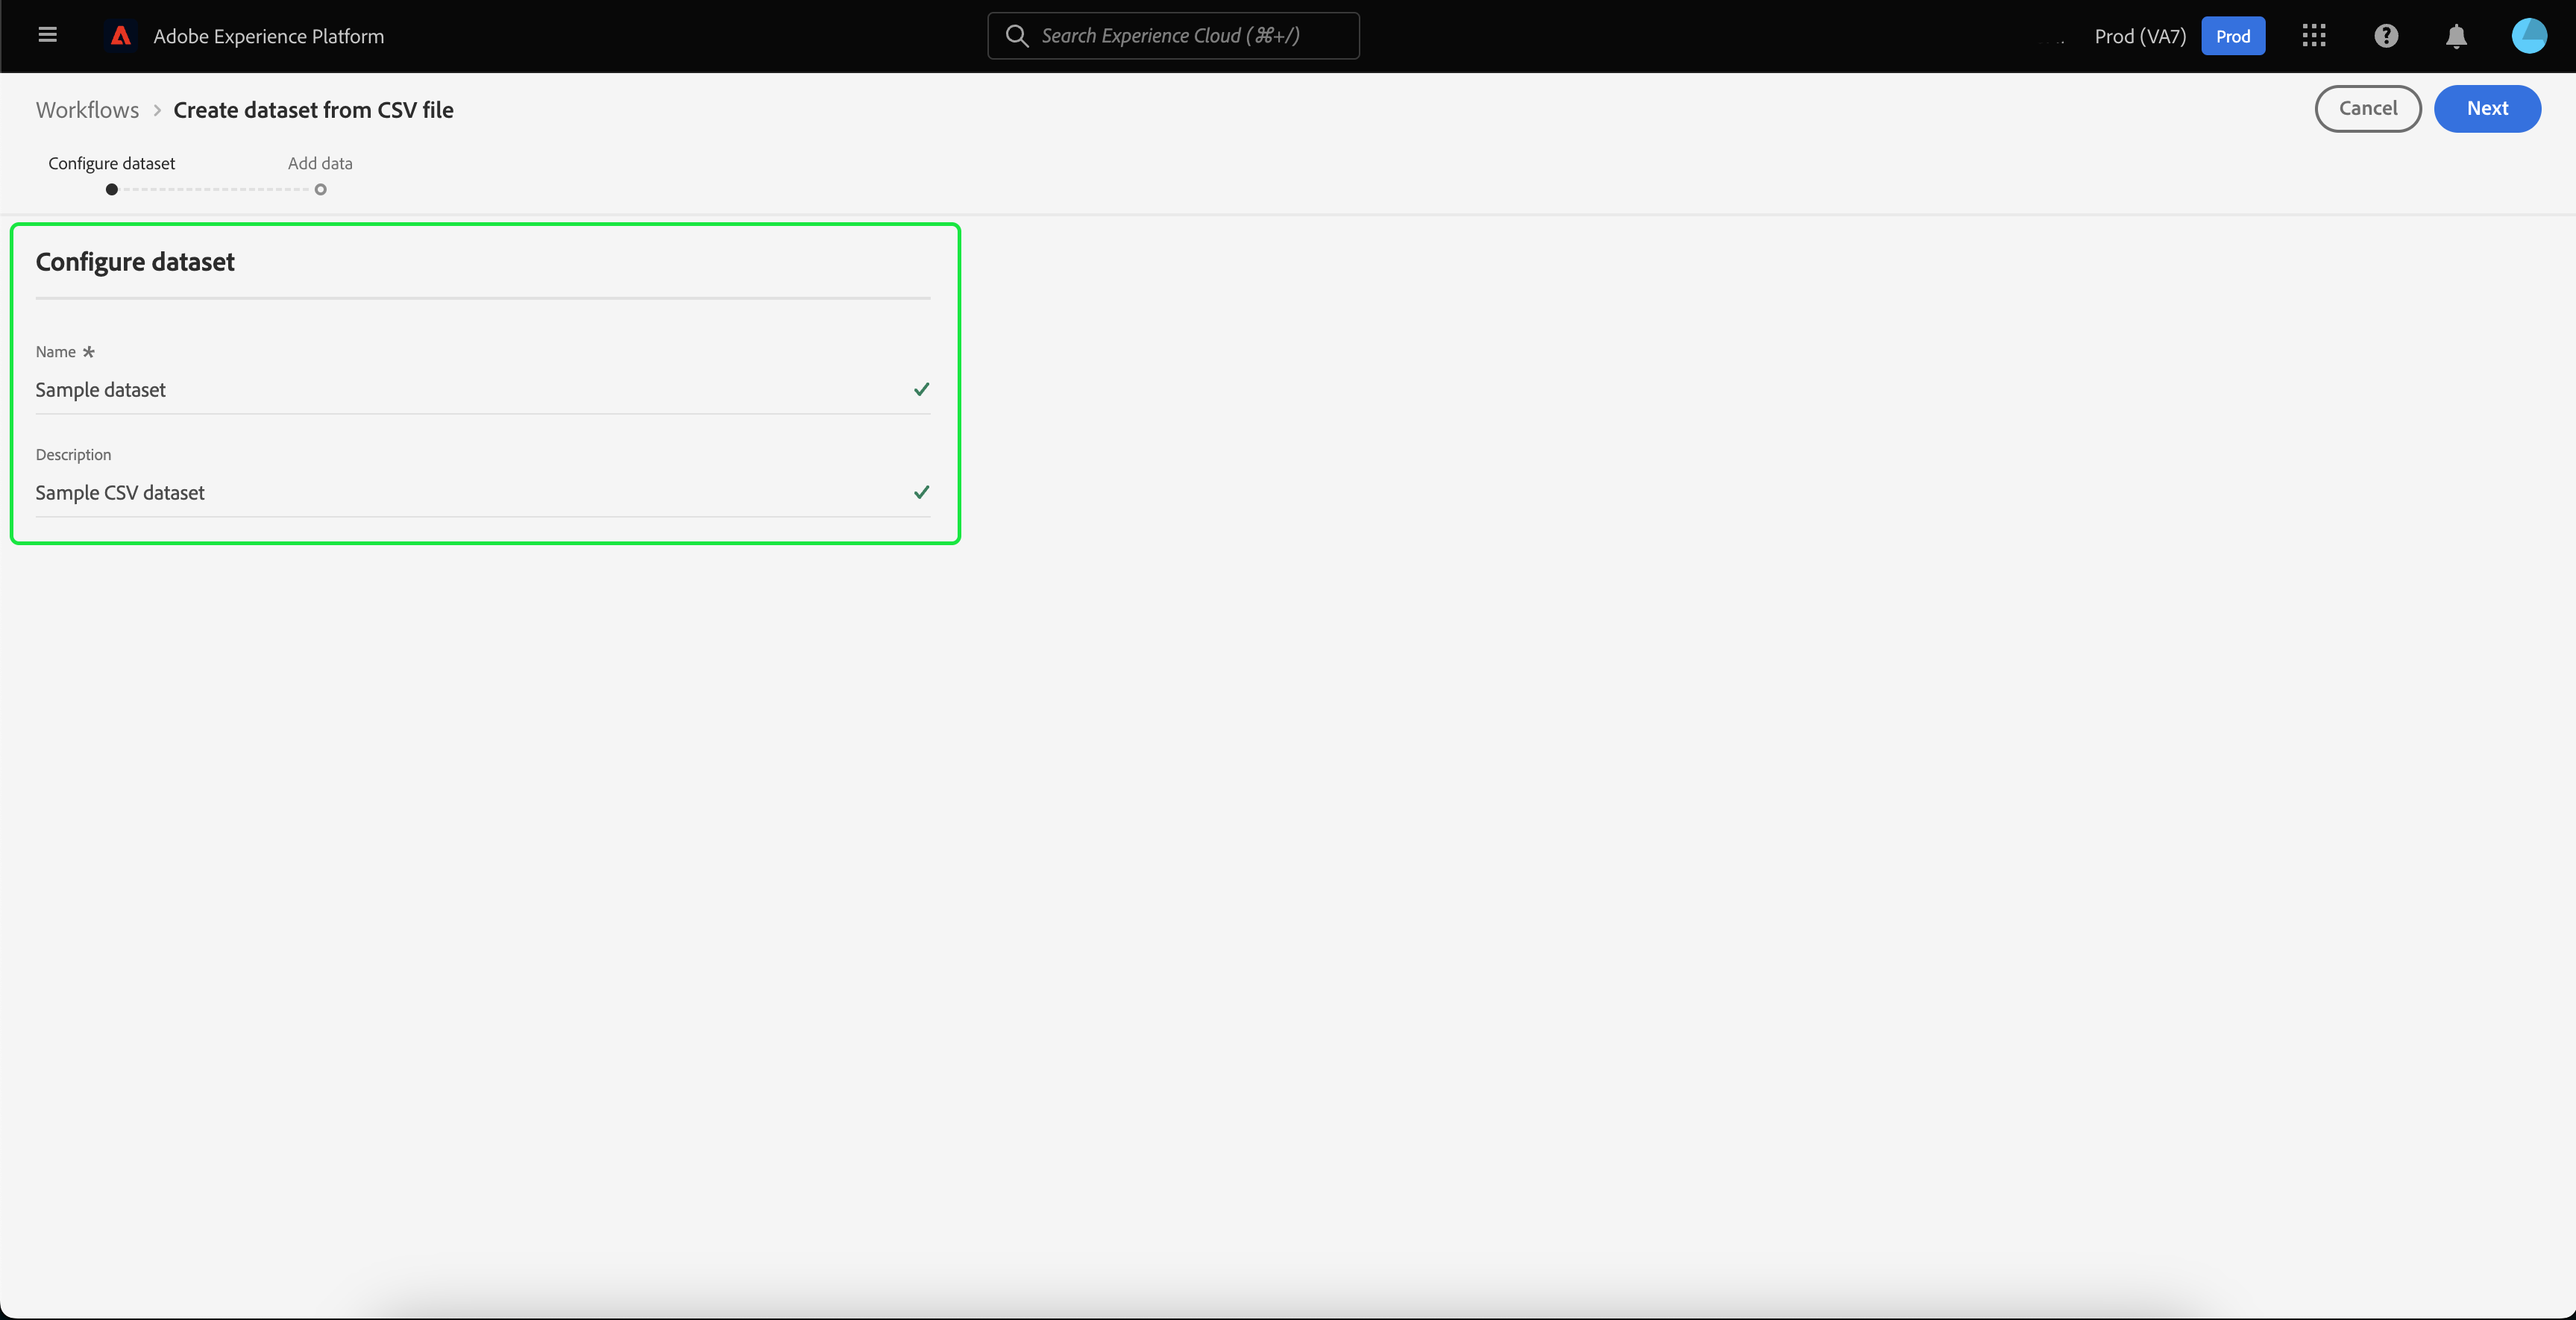 Adobe Experience Platform
Search Experience Cloud (⌘+/)
Prod (VA7)
Prod
Workflows > Create dataset from CSV file
Cancel
Next
Configure dataset
Add data
Configure dataset
Name *
Sample dataset
Description
Sample CSV dataset